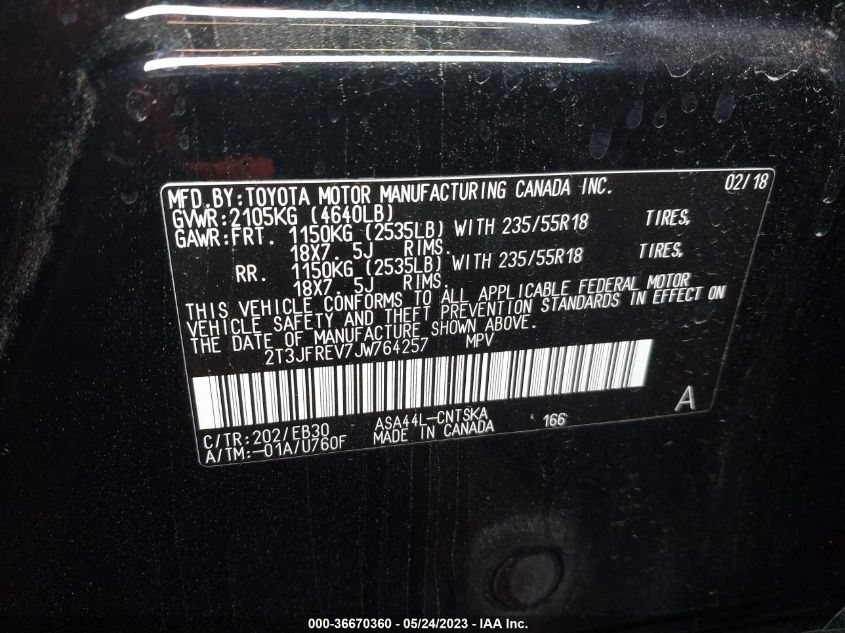 MFD. BY: TOYOTA MOTOR MANUFACTURING CANADA INC. 02/18
GVWR: 2105KG (4640LB)
GAWR: FRT. 1150KG (2535LB) WITH 235/55R18 TIRES,
18X7. 5J RIMS.
RR. 1150KG (2535LB) WITH 235/55R18 TIRES,
18X7. 5J RIMS.
THIS VEHICLE CONFORMS TO ALL APPLICABLE FEDERAL MOTOR
VEHICLE SAFETY AND THEFT PREVENTION STANDARDS IN EFFECT ON
THE DATE OF MANUFACTURE SHOWN ABOVE.
2T3JFREV7JW764257 MPV
A
C/TR: 202/EB30 ASA44L-CNTSKA 166
A/TM: -01A/U760F MADE IN CANADA
000-36670360 - 05/24/2023 - IAA Inc.